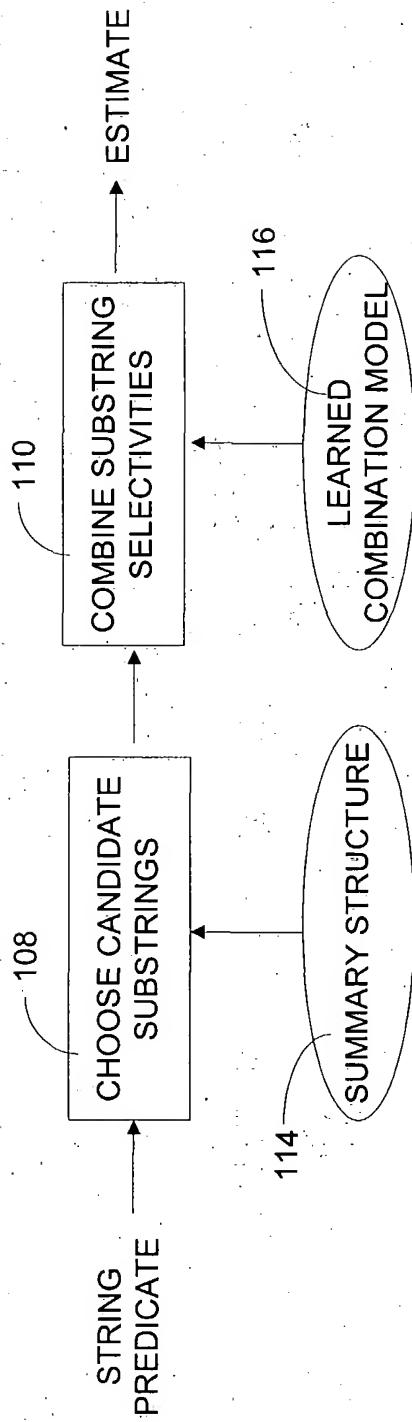 STRING
PREDICATE
108
CHOOSE CANDIDATE
SUBSTRINGS
114
SUMMARY STRUCTURE
110
COMBINE SUBSTRING
SELECTIVITIES
116
LEARNED
COMBINATION MODEL
ESTIMATE